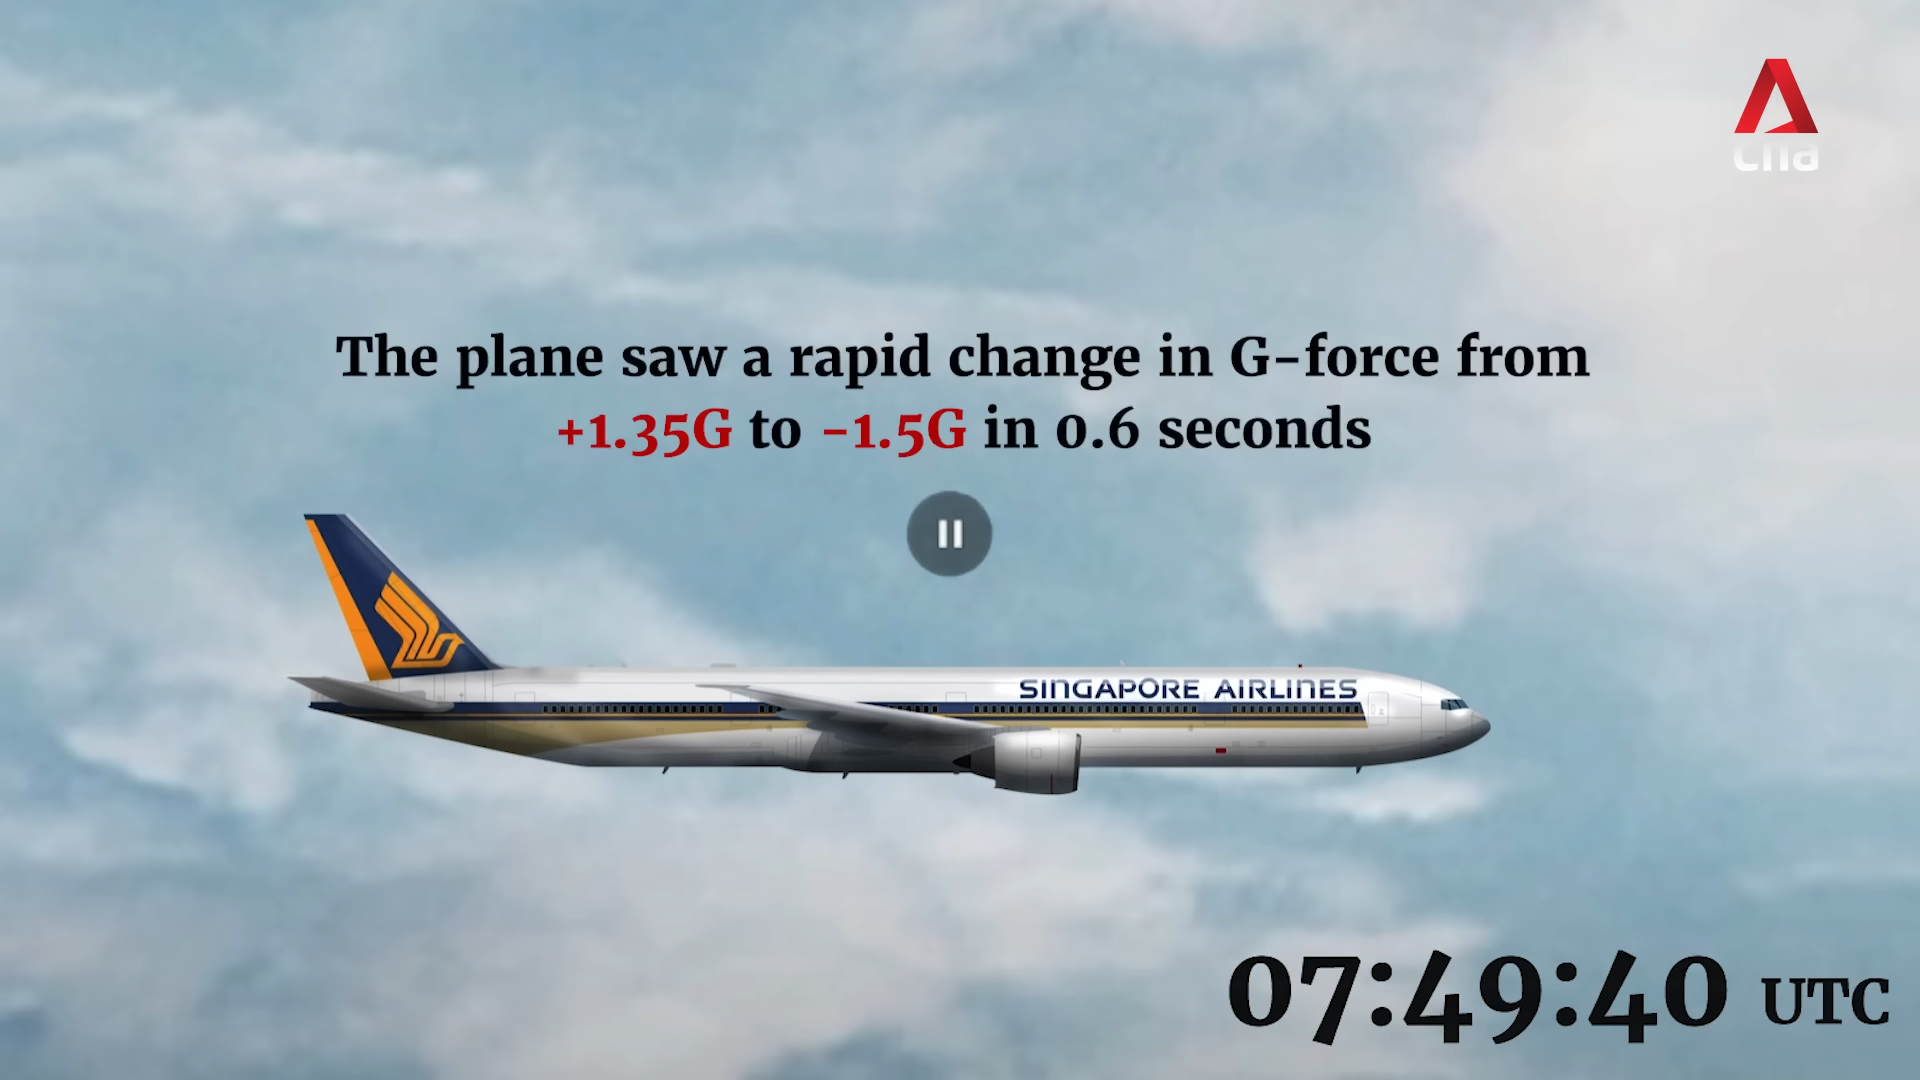 cna
The plane saw a rapid change in G-force from
+1.35G to -1.5G in 0.6 seconds
SINGAPORE AIRLINES
07:49:40 UTC